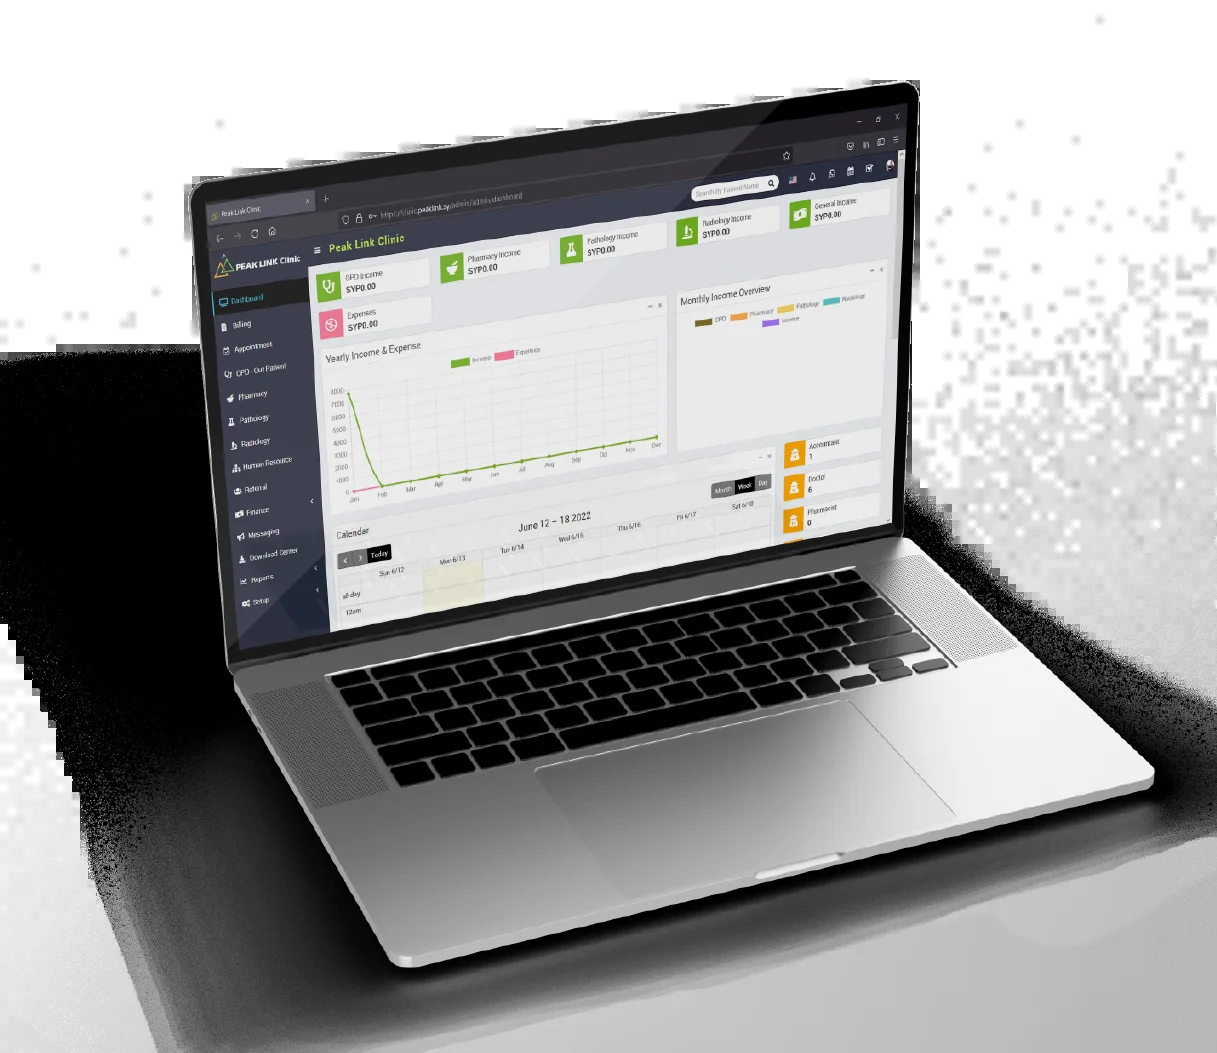 Peak Link Clinic
https://clinic.peaklink.sy/admin/admin/dashboard
PEAK LINK Clinic
Peak Link Clinic
Search By Patient Name
OPD Income
SYP0.00
Pharmacy Income
SYP0.00
Pathology Income
SYP0.00
Radiology Income
SYP0.00
General Income
SYP0.00
Expenses
SYP0.00
Dashboard
Billing
Appointment
OPD - Out Patient
Pharmacy
Pathology
Radiology
Human Resource
Referral
Finance
Messaging
Download Center
Reports
Setup
Yearly Income & Expense
Income Expenses
8000
7000
6000
5000
4000
3000
2000
1000
0
Jan Feb Mar Apr May Jun Jul Aug Sep Oct Nov Dec
Monthly Income Overview
OPD Pharmacy Pathology Radiology
Income
Accountant
1
Doctor
6
Pharmacist
0
Calendar
Today
June 12 – 18 2022
Month Week Day
Sun 6/12 Mon 6/13 Tue 6/14 Wed 6/15 Thu 6/16 Fri 6/17 Sat 6/18
all-day
12am